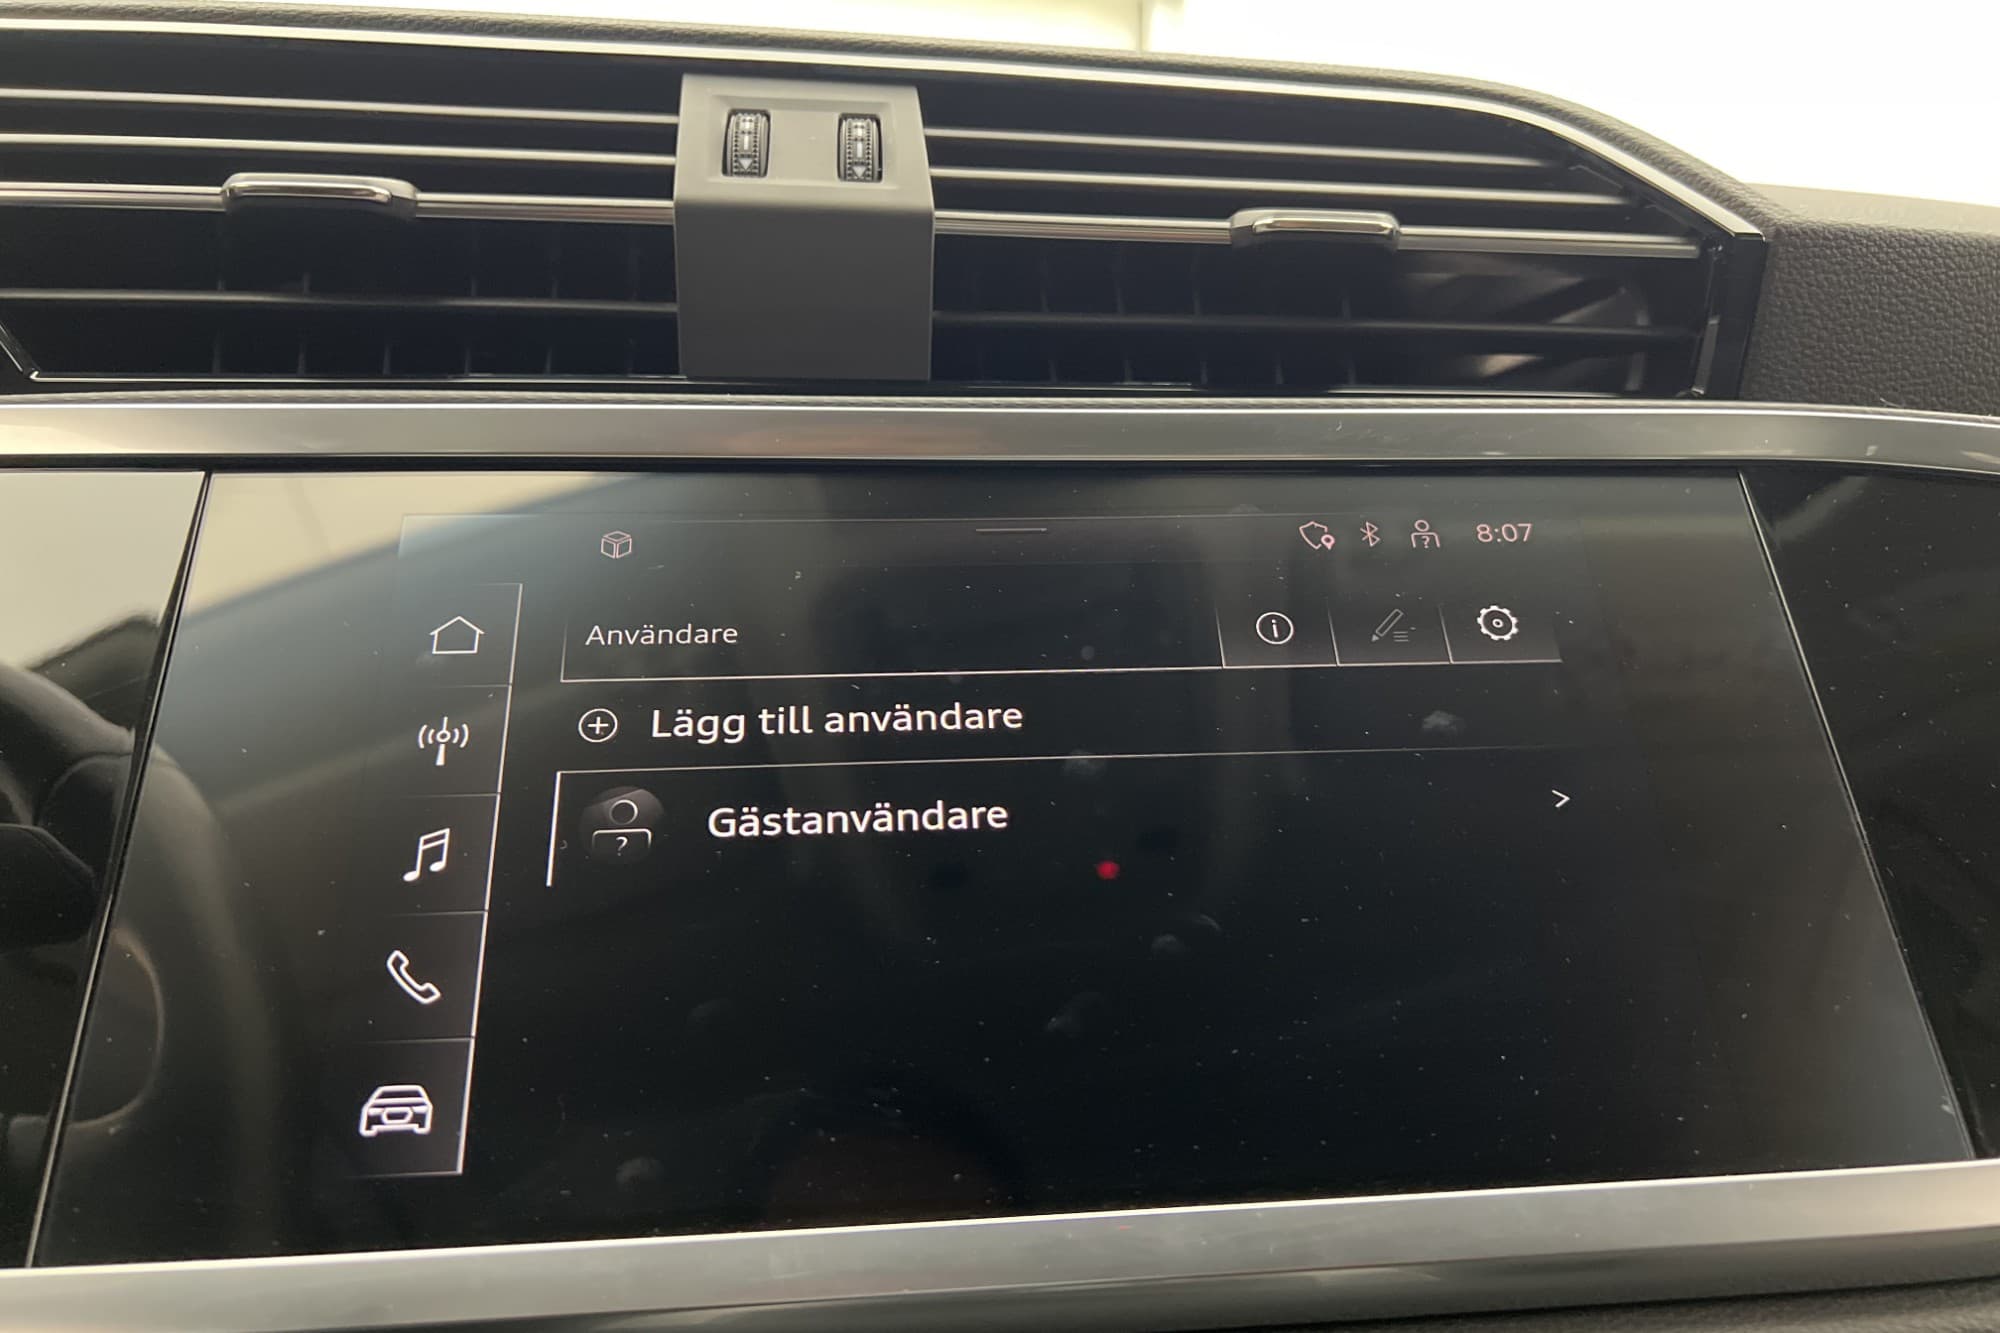 8:07
Användare
Lägg till användare
Gästanvändare